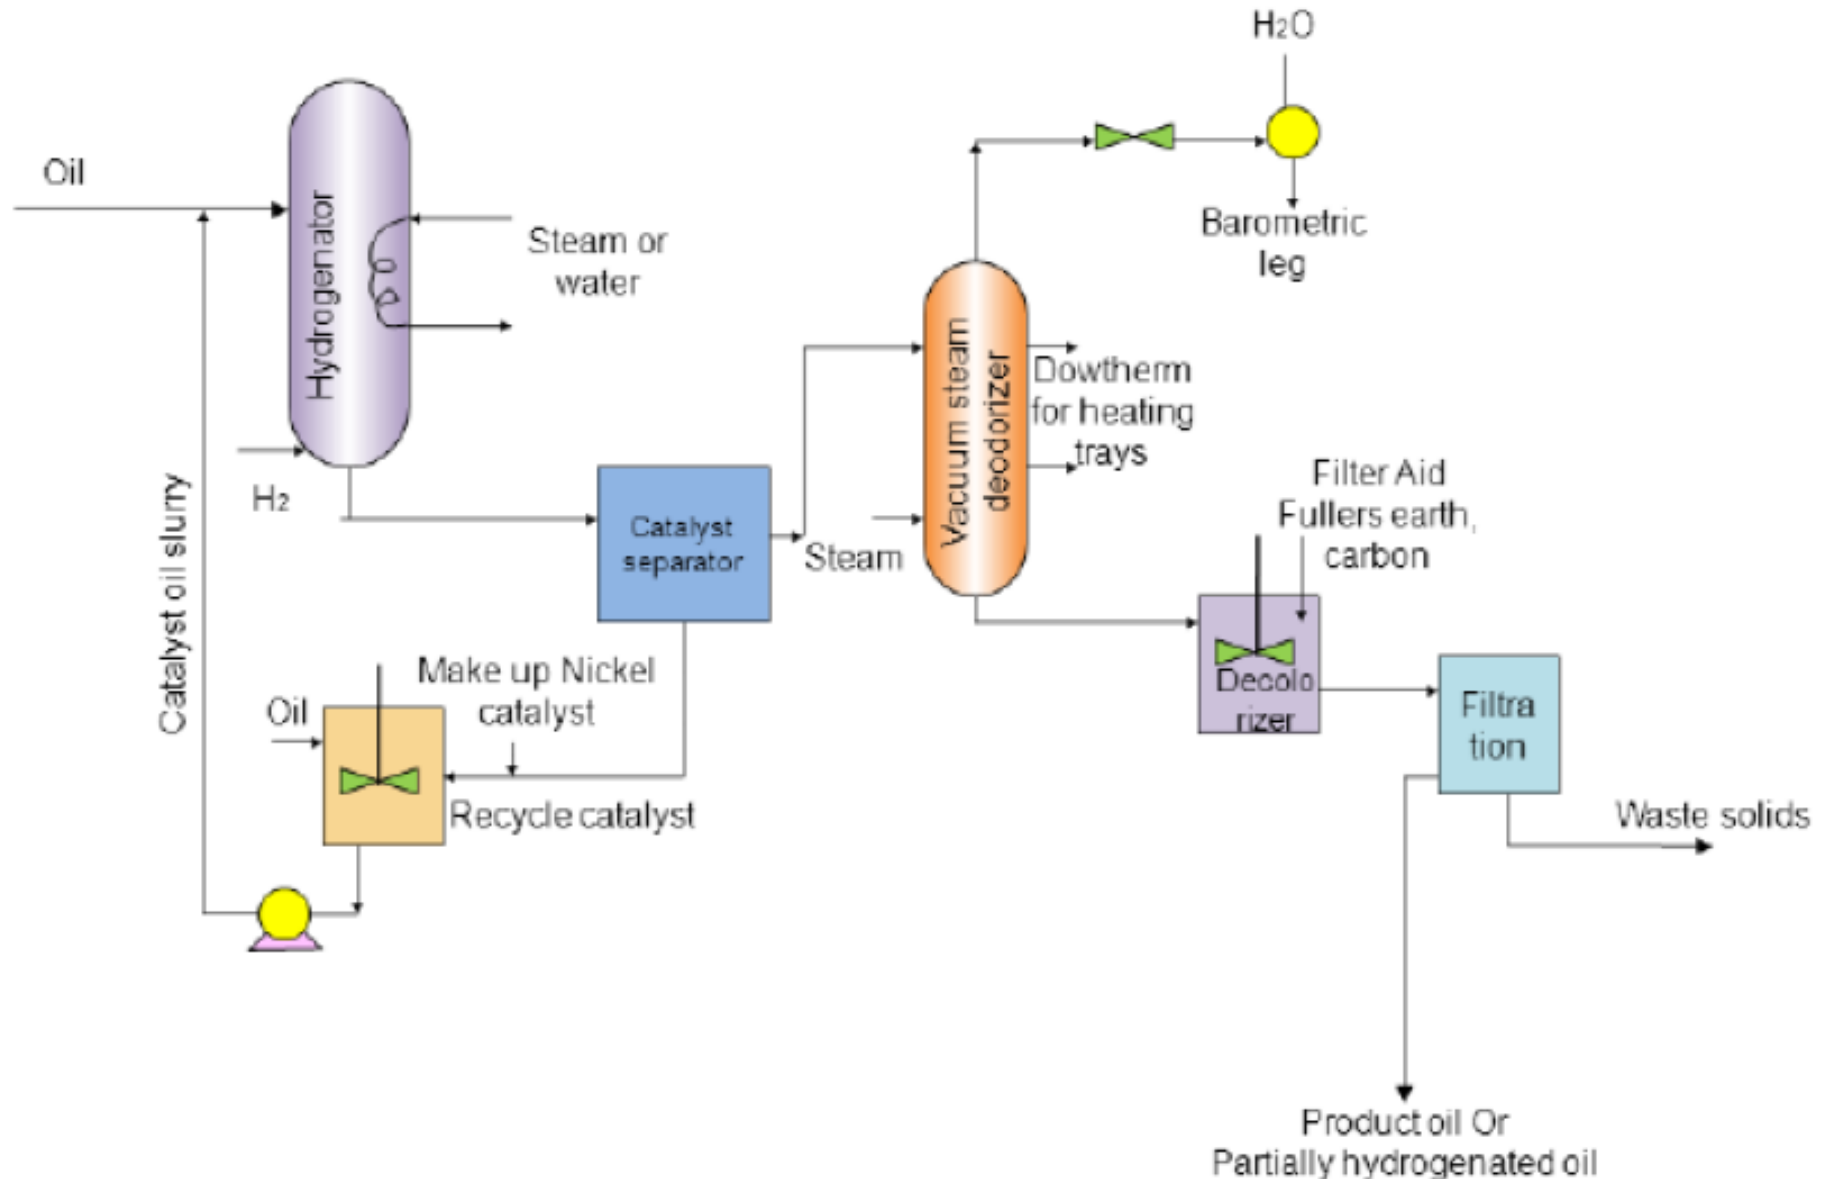 H2O
Oil
Hydrogenator
Steam or
water
Barometric
leg
H2
Catalyst oil slurry
Catalyst
separator
Steam
Vacuum steam
deodorizer
Dowtherm
for heating
trays
Filter Aid
Fullers earth,
carbon
Decolo
rizer
Filtra
tion
Make up Nickel
catalyst
Oil
Recycle catalyst
Waste solids
Product oil Or
Partially hydrogenated oil